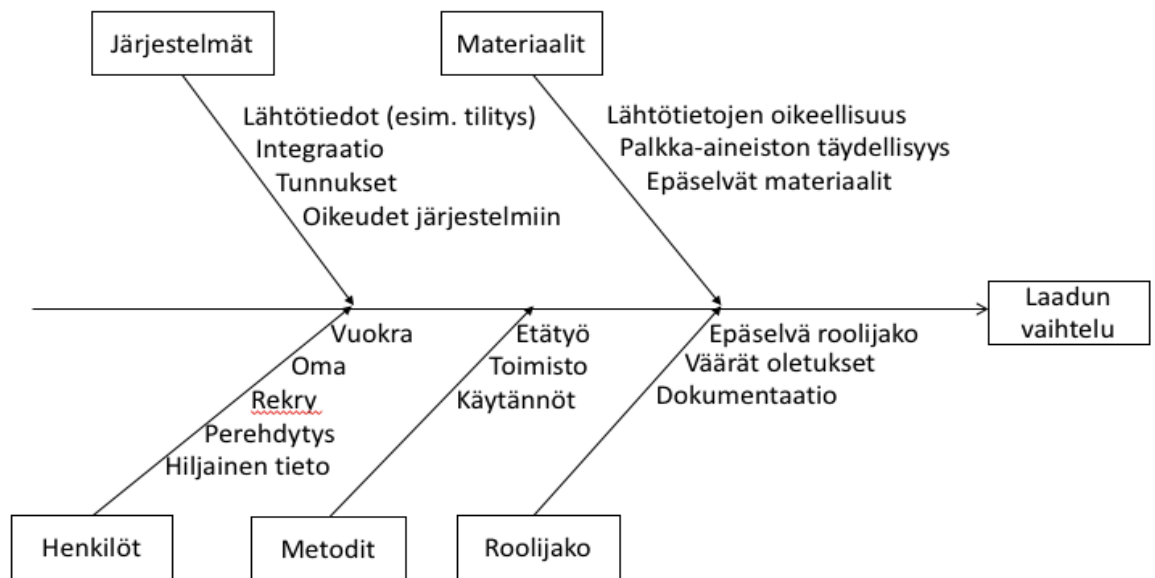 Järjestelmät
Materiaalit
Lähtötiedot (esim. tilitys)
Integraatio
Tunnukset
Oikeudet järjestelmiin
Lähtötietojen oikeellisuus
Palkka-aineiston täydellisyys
Epäselvät materiaalit
Laadun
vaihtelu
Vuokra
Oma
Rekry
Perehdytys
Hiljainen tieto
Etätyö
Toimisto
Käytännöt
Epäselvä roolijako
Väärät oletukset
Dokumentaatio
Henkilöt
Metodit
Roolijako